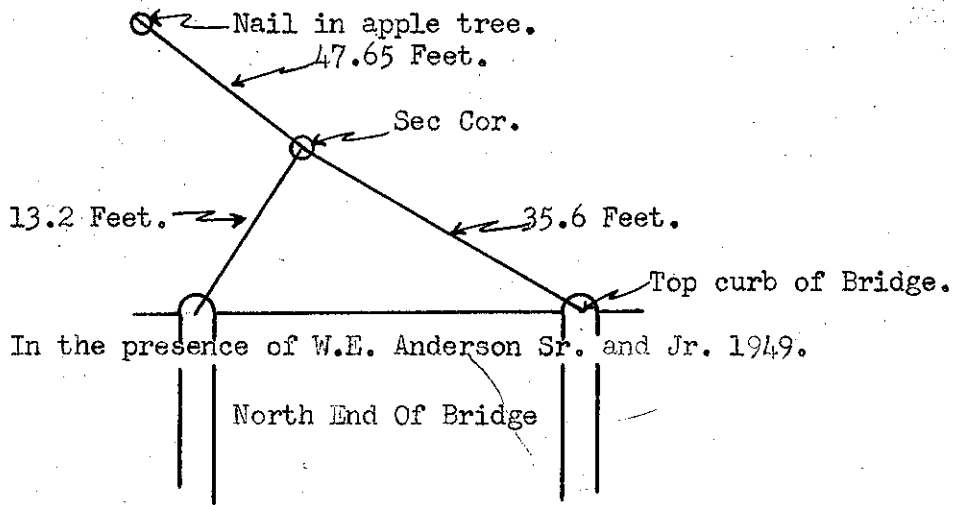 Nail in apple tree.
47.65 Feet.
Sec Cor.
13.2 Feet.
35.6 Feet.
Top curb of Bridge.
In the presence of W.E. Anderson Sr. and Jr. 1949.
North End Of Bridge